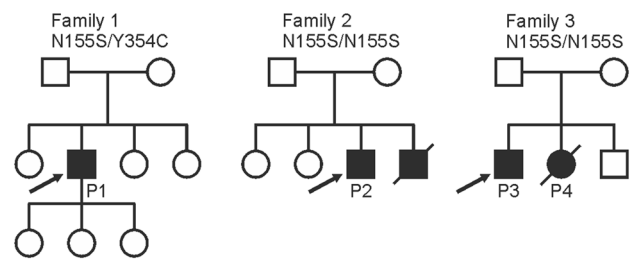 Family 1
N155S/Y354C
P1
Family 2
N155S/N155S
P2
Family 3
N155S/N155S
P3
P4